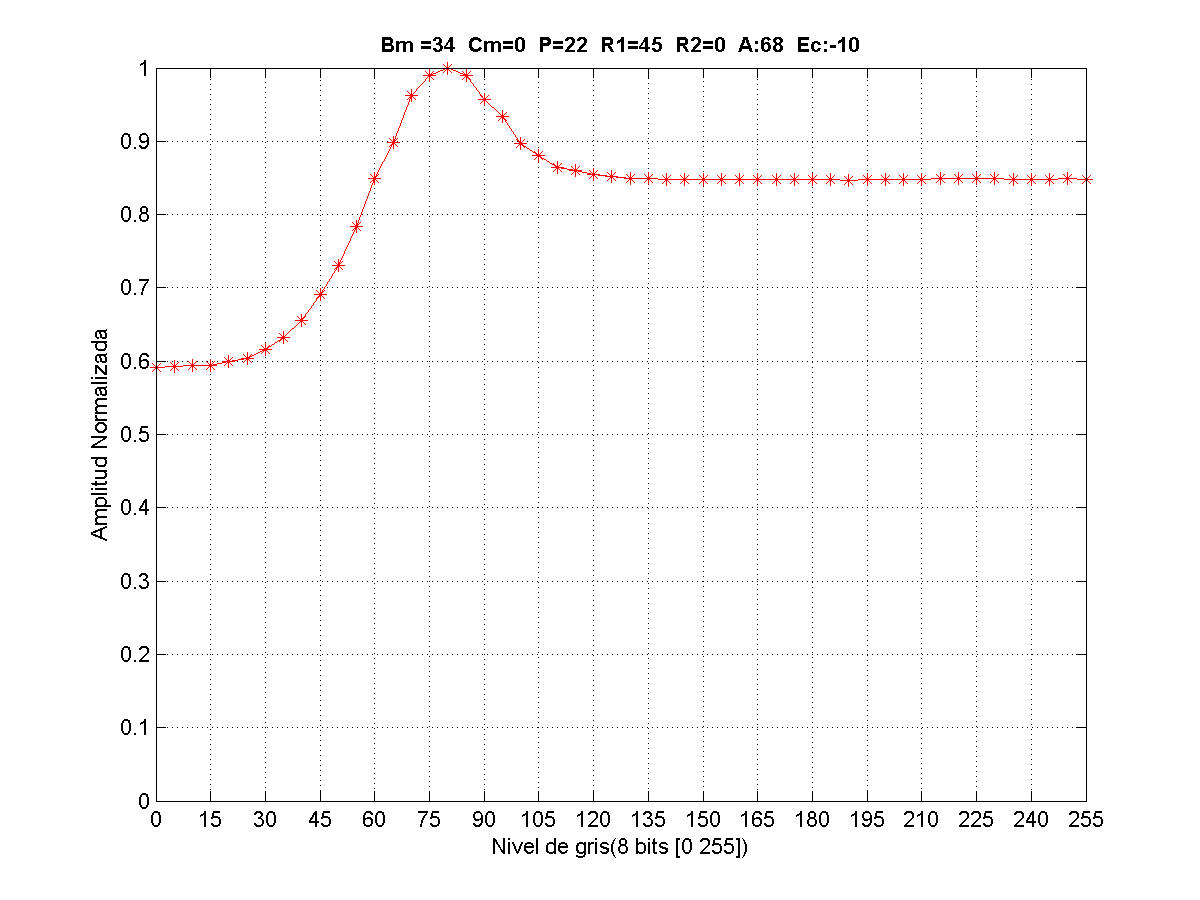 Bm =34 Cm=0 P=22 R1=45 R2=0 A:68 Ec:-10
Amplitud Normalizada
1
0.9
0.8
0.7
0.6
0.5
0.4
0.3
0.2
0.1
0
0 15 30 45 60 75 90 105 120 135 150 165 180 195 210 225 240 255
Nivel de gris(8 bits [0 255])